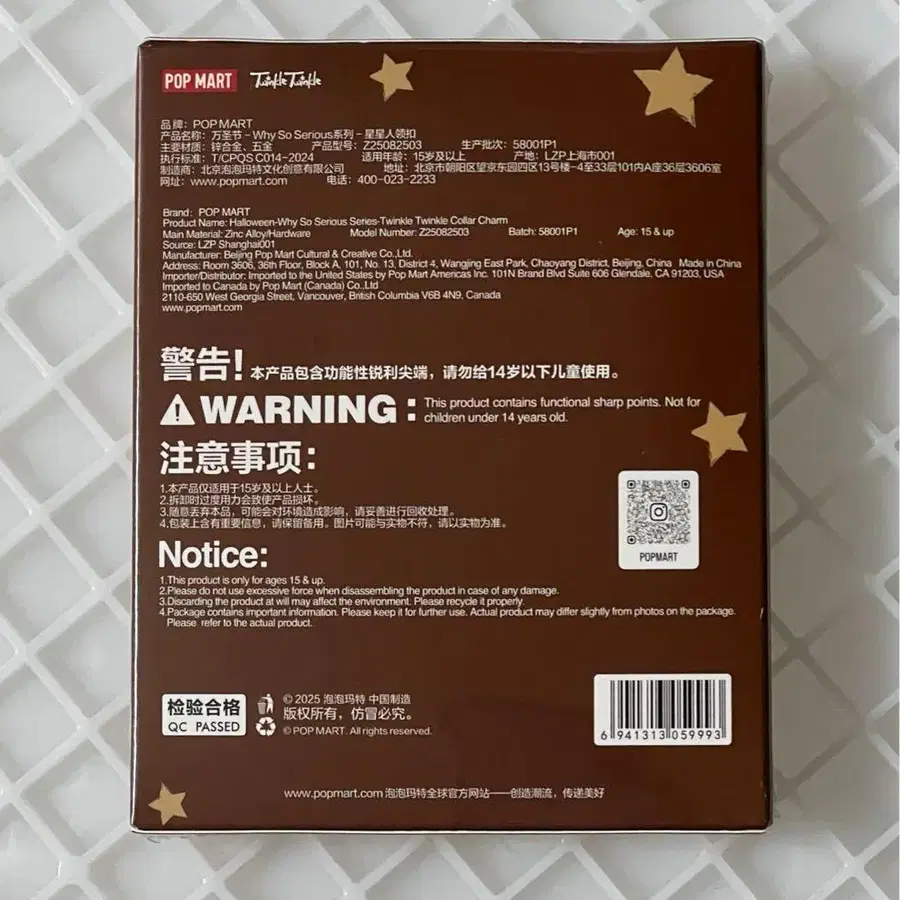 POP MART Twinkle Twinkle
品牌：POP MART
产品名称：万圣节 - Why So Serious系列 - 星星人领扣
主要材质：锌合金、五金 产品型号：Z25082503 生产批次：58001P1
执行标准：T/CPQS C014-2024 适用年龄：15岁及以上 产地：LZP上海市001
制造商：北京泡泡玛特文化创意有限公司 地址：北京市朝阳区望京东园四区13号楼-4至33层101内A座36层3606室
网址：www.popmart.com 电话：400-023-2233
Brand: POP MART
Product Name: Halloween-Why So Serious Series-Twinkle Twinkle Collar Charm
Main Material: Zinc Alloy/Hardware Model Number: Z25082503 Batch: 58001P1 Age: 15 & up
Source: LZP Shanghai001
Manufacturer: Beijing Pop Mart Cultural & Creative Co.,Ltd.
Address: Room 3606, 36th Floor, Block A, 101, No. 13, District 4, Wangjing East Park, Chaoyang District, Beijing, China Made in China
Importer/Distributor: Imported to the United States by Pop Mart Americas Inc. 101N Brand Blvd Suite 606 Glendale, CA 91203, USA
Imported to Canada by Pop Mart (Canada) Co.,Ltd
2110-650 West Georgia Street, Vancouver, British Columbia V6B 4N9, Canada
www.popmart.com
警告！本产品包含功能性锐利尖端，请勿给14岁以下儿童使用。
WARNING: This product contains functional sharp points. Not for
children under 14 years old.
注意事项：
1.本产品仅适用于15岁及以上人士。
2.拆卸时过度用力会致使产品损坏。
3.随意丢弃本品，可能会对环境造成影响，请妥善进行回收处理。
4.包装上含有重要信息，请保留备用。图片可能与实物不符，请以实物为准。
POPMART
Notice:
1.This product is only for ages 15 & up.
2.Please do not use excessive force when disassembling the product in case of any damage.
3.Discarding the product at will may affect the environment. Please recycle it properly.
4.Package contains important information. Please keep it for further use. Actual product may differ slightly from photos on the package.
Please refer to the actual product.
检验合格
QC PASSED
© 2025 泡泡玛特 中国制造
版权所有，仿冒必究。
© POP MART. All rights reserved.
6 941313 059993
www.popmart.com 泡泡玛特全球官方网站——创造潮流，传递美好